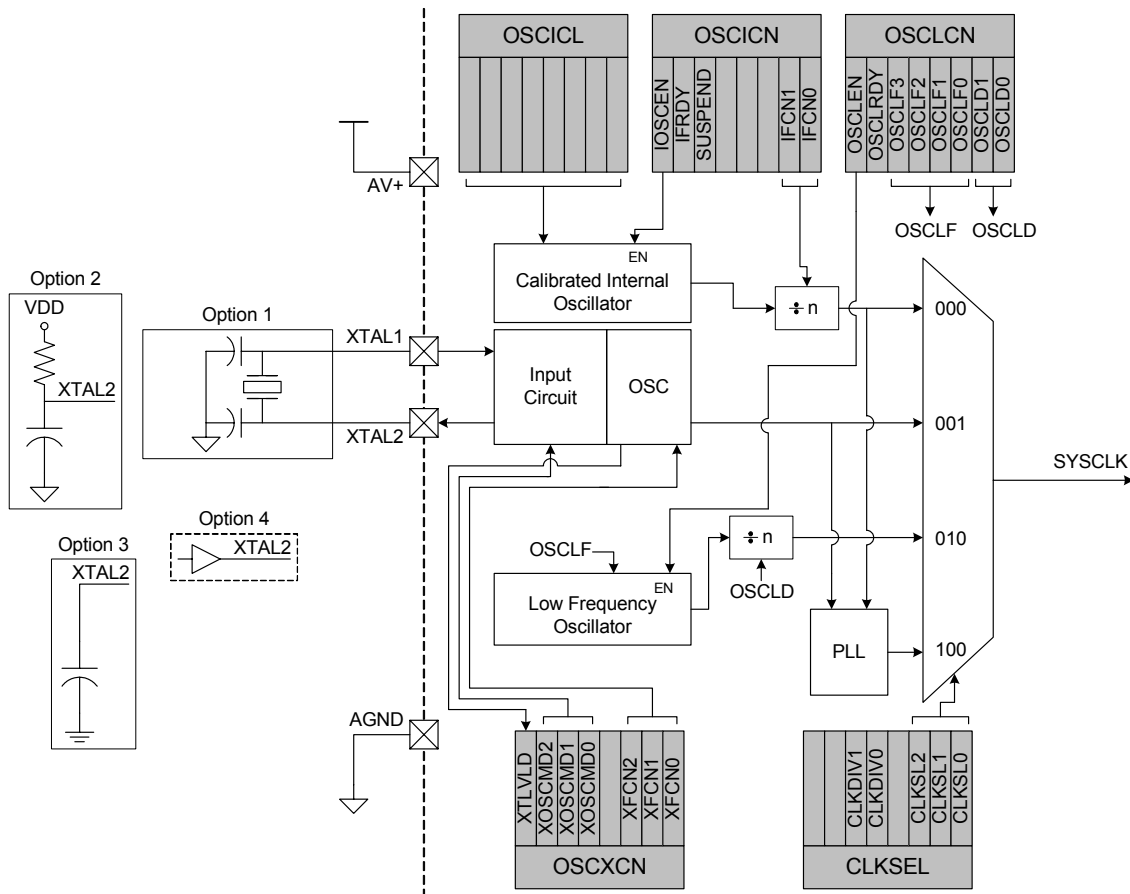 OSCICL
OSCICN
OSCLCN
IOSCEN
IFRDY
SUSPEND
IFCN1
IFCN0
OSCLEN
OSCLRDY
OSCLF3
OSCLF2
OSCLF1
OSCLF0
OSCLD1
OSCLD0
AV+
OSCLF
OSCLD
EN
Calibrated Internal
Oscillator
÷ n
000
Option 2
VDD
XTAL2
Option 1
XTAL1
XTAL2
Input
Circuit
OSC
001
SYSCLK
Option 4
XTAL2
Option 3
XTAL2
OSCLF
EN
Low Frequency
Oscillator
÷ n
OSCLD
010
PLL
100
AGND
XTLVLD
XOSCMD2
XOSCMD1
XOSCMD0
XFCN2
XFCN1
XFCN0
OSCXCN
CLKDIV1
CLKDIV0
CLKSL2
CLKSL1
CLKSL0
CLKSEL